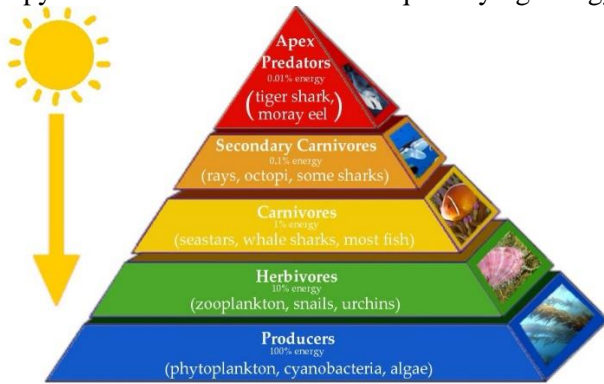 Apex
Predators
0.01% energy
(tiger shark,
moray eel)
Secondary Carnivores
0.1% energy
(rays, octopi, some sharks)
Carnivores
1% energy
(seastars, whale sharks, most fish)
Herbivores
10% energy
(zooplankton, snails, urchins)
Producers
100% energy
(phytoplankton, cyanobacteria, algae)